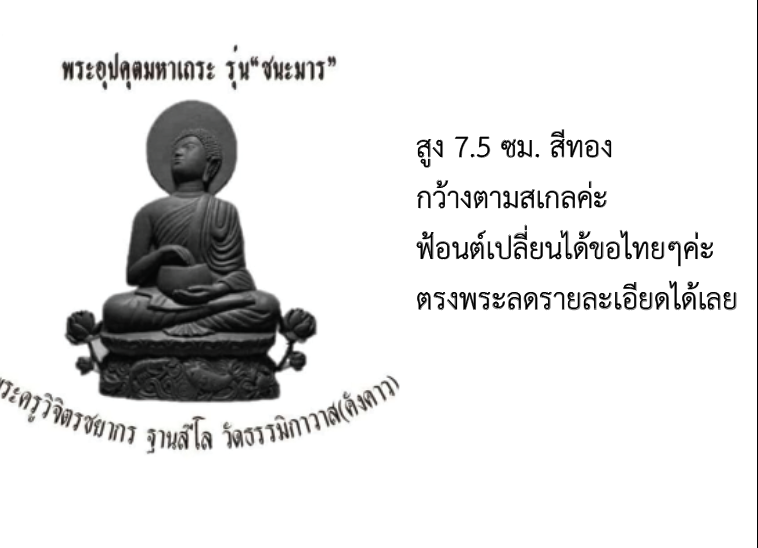 พระอุปคุตมหาเถระ รุ่น“ชนะมาร”
สูง 7.5 ซม. สีทอง
กว้างตามสเกลค่ะ
ฟ้อนต์เปลี่ยนได้ขอไทยๆค่ะ
ตรงพระลดรายละเอียดได้เลย
พระครูวิจิตรชยากร ฐานสีโล วัดธรรมิกาวาส(ค้งคาว)